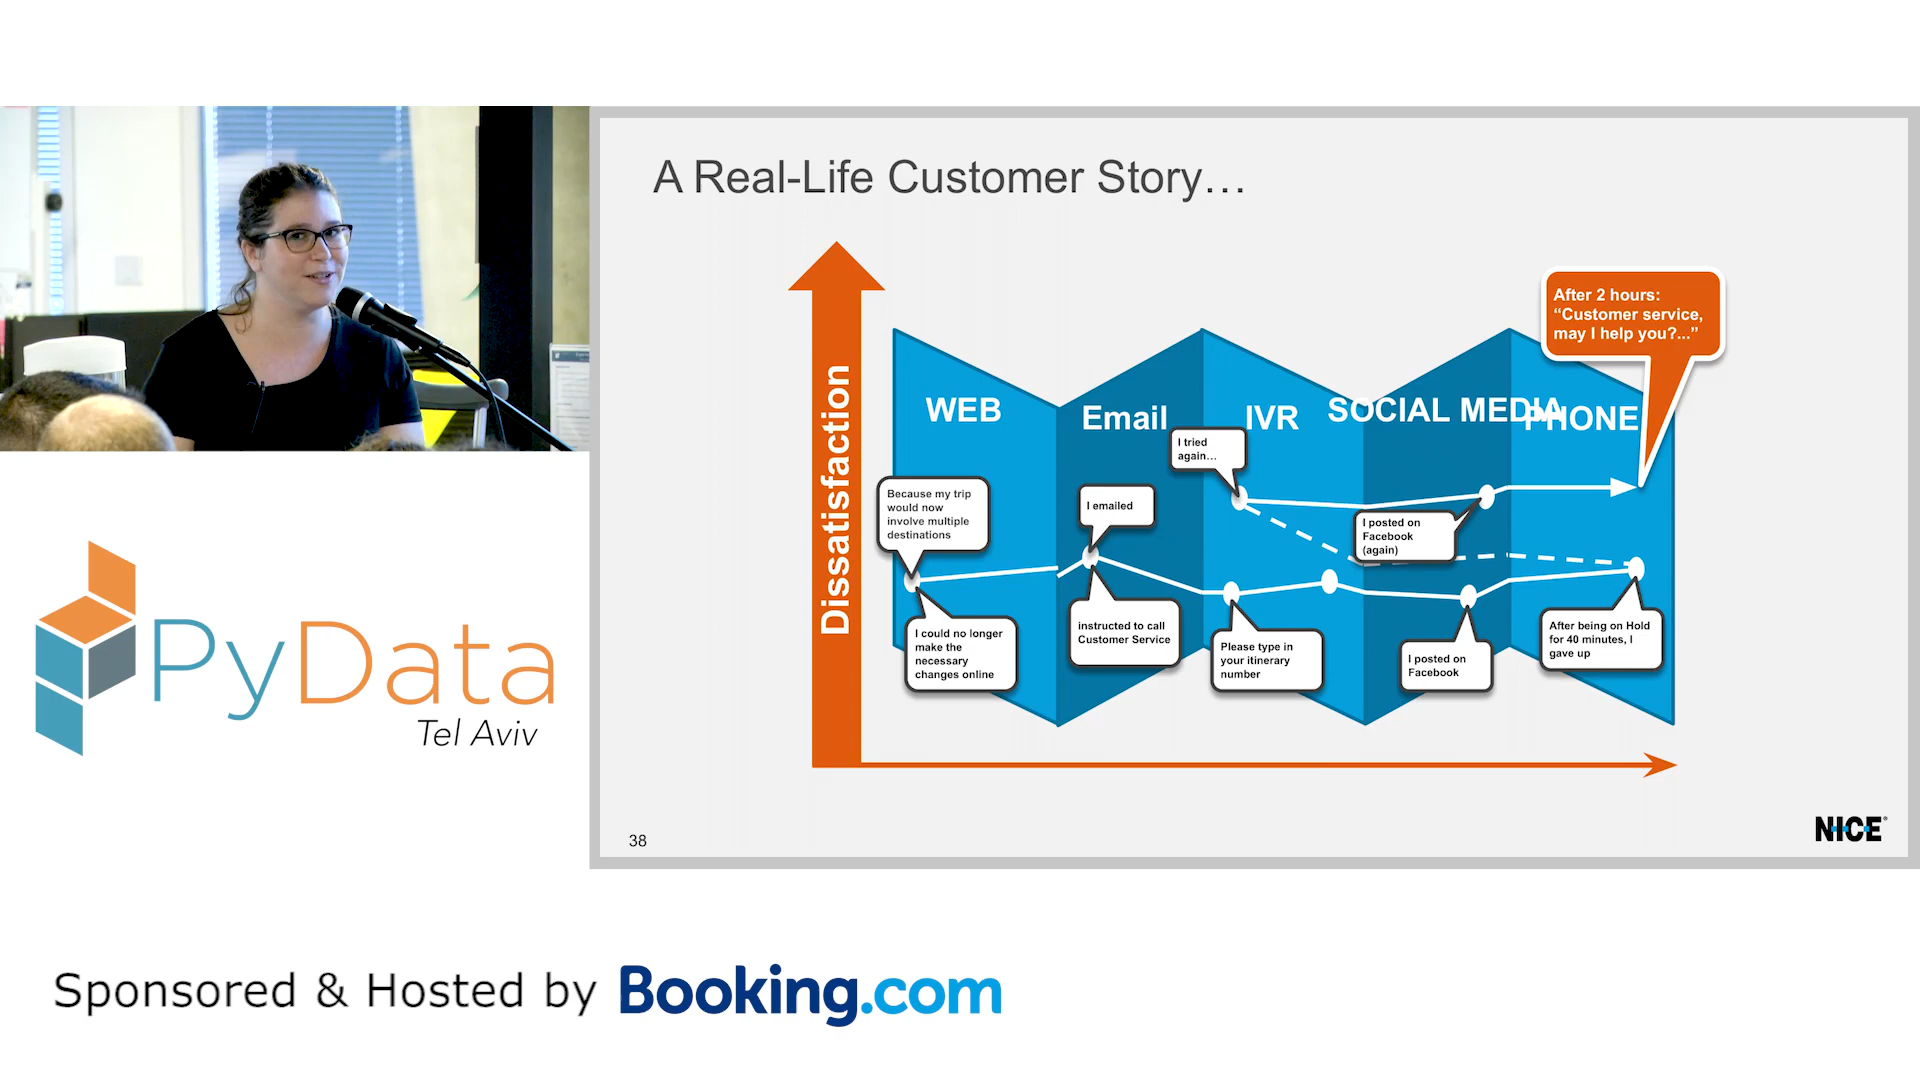 A Real-Life Customer Story…
After 2 hours:
“Customer service,
may I help you?...”
Dissatisfaction
WEB
Email
IVR
SOCIAL MEDIA
PHONE
I tried
again…
Because my trip
would now
involve multiple
destinations
I emailed
I posted on
Facebook
(again)
I could no longer
make the
necessary
changes online
instructed to call
Customer Service
Please type in
your itinerary
number
I posted on
Facebook
After being on Hold
for 40 minutes, I
gave up
38
NICE
PyData
Tel Aviv
Sponsored & Hosted by Booking.com